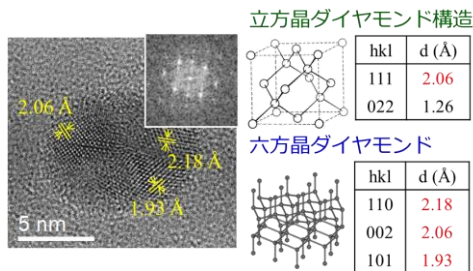 2.06 Å
2.18 Å
1.93 Å
5 nm
立方晶ダイヤモンド構造
hkl d (Å)
111 2.06
022 1.26
六方晶ダイヤモンド
hkl d (Å)
110 2.18
002 2.06
101 1.93